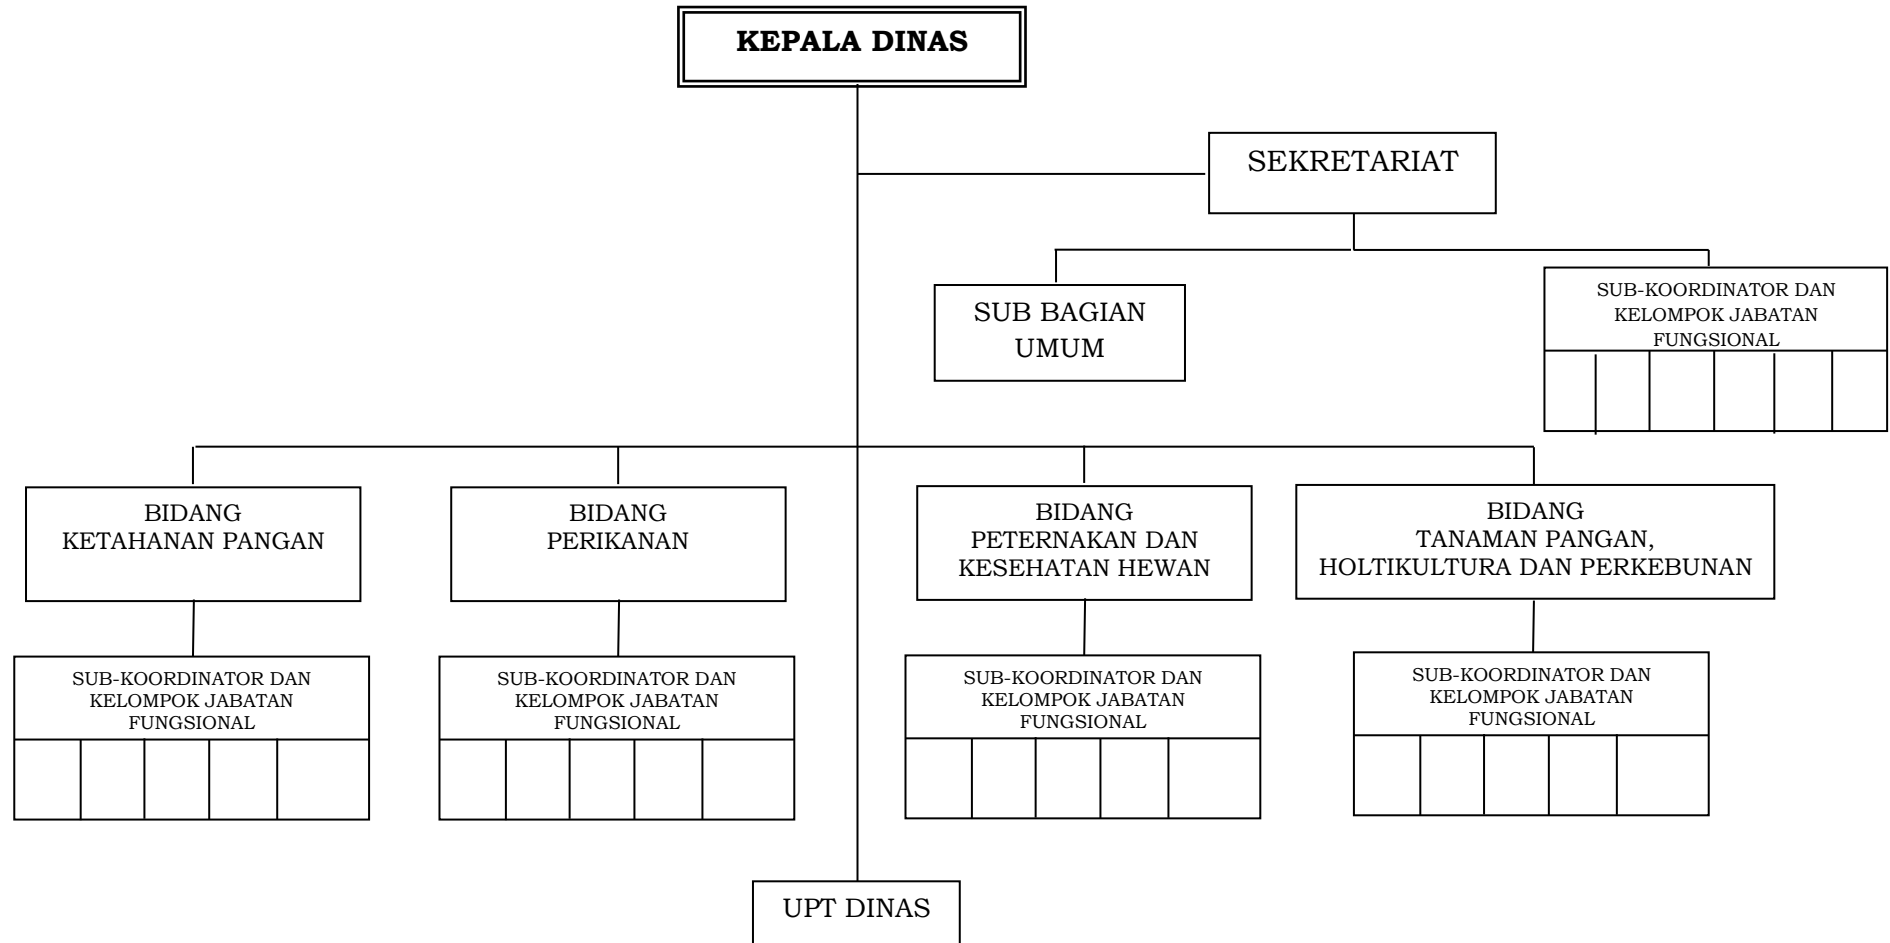 KEPALA DINAS
SEKRETARIAT
SUB BAGIAN
UMUM
SUB-KOORDINATOR DAN
KELOMPOK JABATAN
FUNGSIONAL
BIDANG
KETAHANAN PANGAN
BIDANG
PERIKANAN
BIDANG
PETERNAKAN DAN
KESEHATAN HEWAN
BIDANG
TANAMAN PANGAN,
HOLTIKULTURA DAN PERKEBUNAN
SUB-KOORDINATOR DAN
KELOMPOK JABATAN
FUNGSIONAL
SUB-KOORDINATOR DAN
KELOMPOK JABATAN
FUNGSIONAL
SUB-KOORDINATOR DAN
KELOMPOK JABATAN
FUNGSIONAL
SUB-KOORDINATOR DAN
KELOMPOK JABATAN
FUNGSIONAL
UPT DINAS